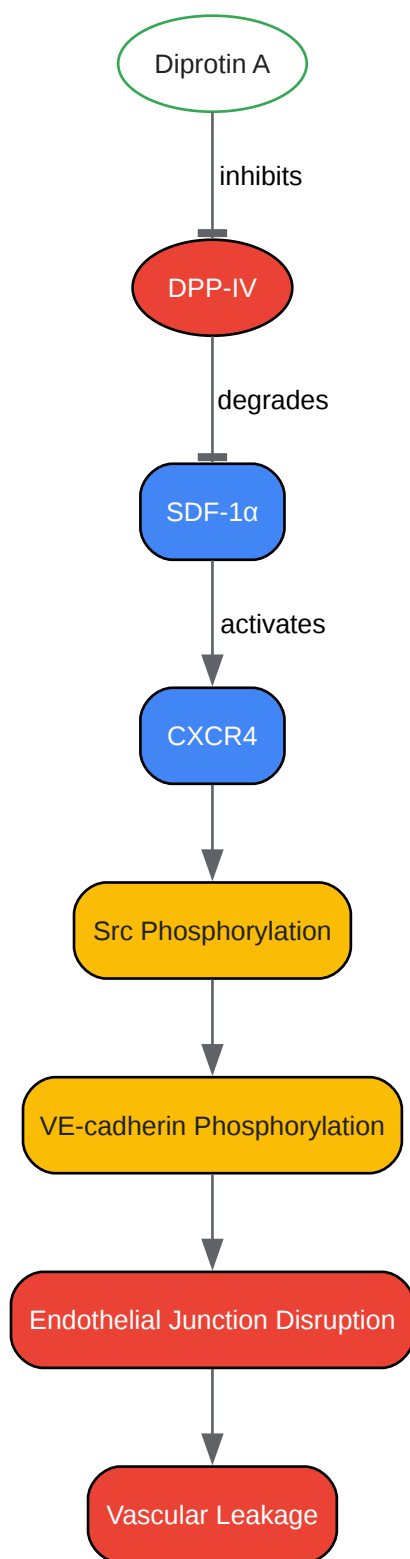 Diprotin A
inhibits
DPP-IV
degrades
SDF-1α
activates
CXCR4
Src Phosphorylation
VE-cadherin Phosphorylation
Endothelial Junction Disruption
Vascular Leakage